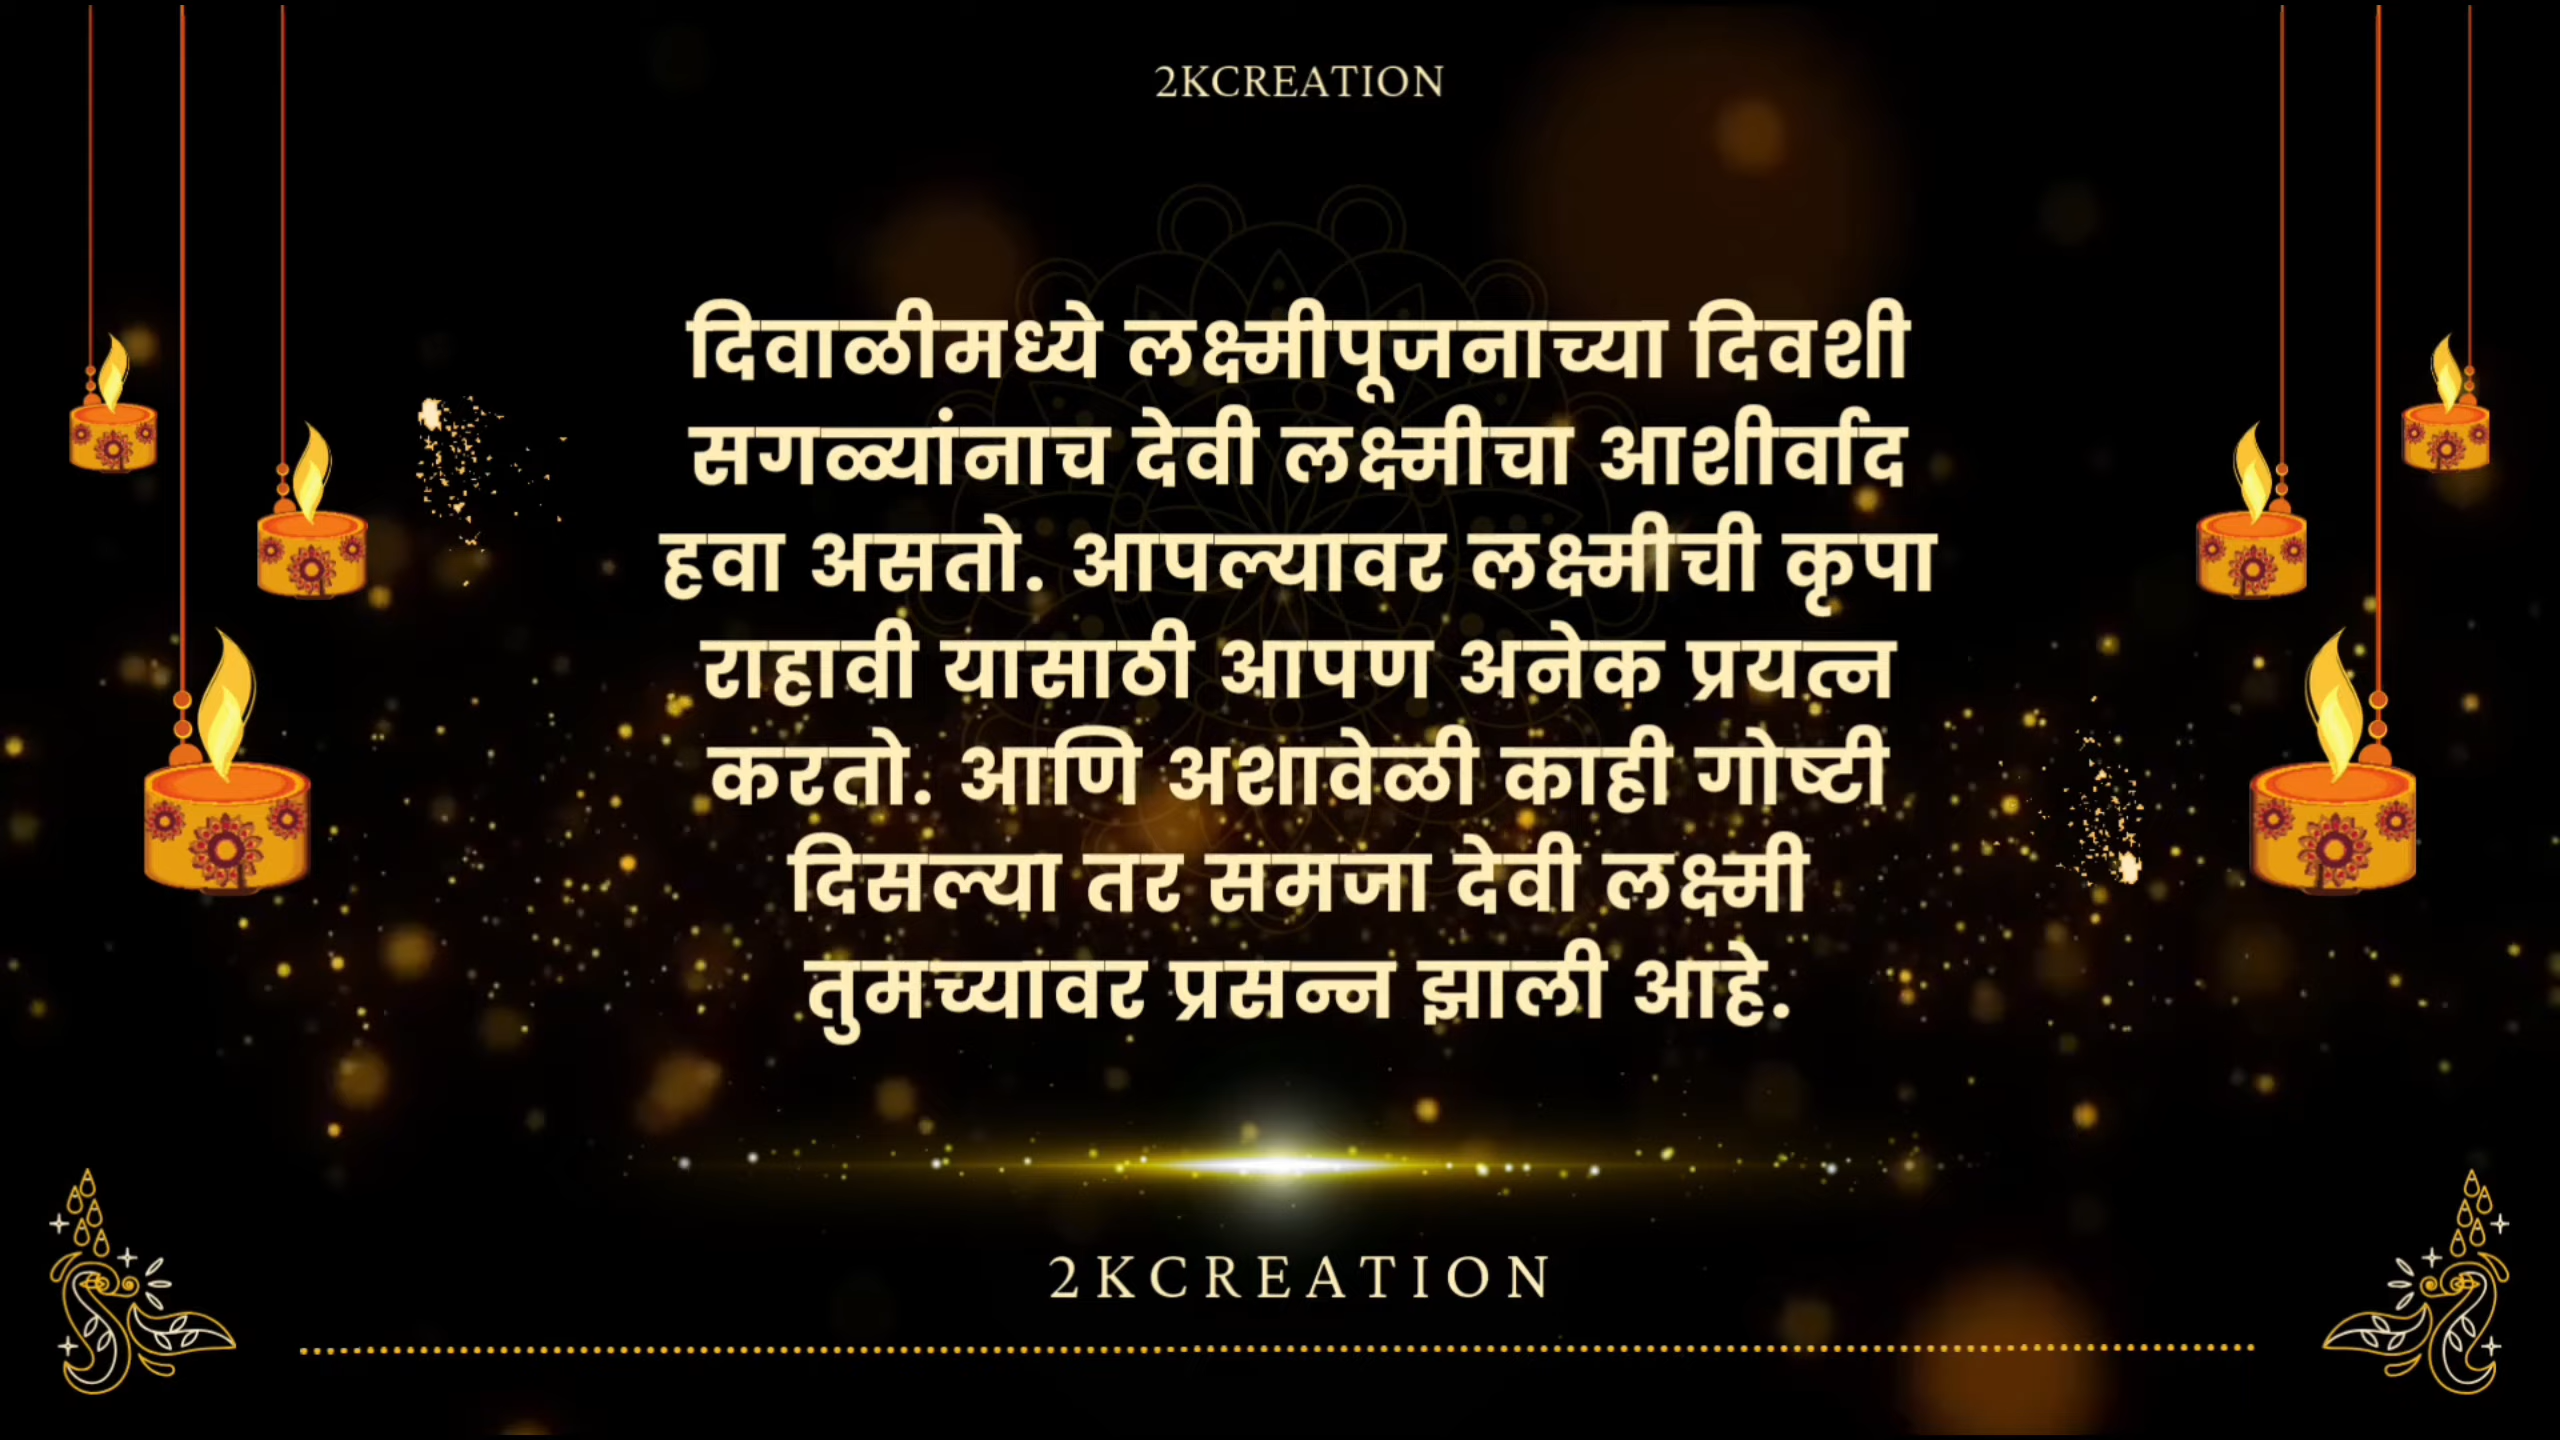 2KCREATION
दिवाळीमध्ये लक्ष्मीपूजनाच्या दिवशी
सगळ्यांनाच देवी लक्ष्मीचा आशीर्वाद
हवा असतो. आपल्यावर लक्ष्मीची कृपा
राहावी यासाठी आपण अनेक प्रयत्न
करतो. आणि अशावेळी काही गोष्टी
दिसल्या तर समजा देवी लक्ष्मी
तुमच्यावर प्रसन्न झाली आहे.
2KCREATION